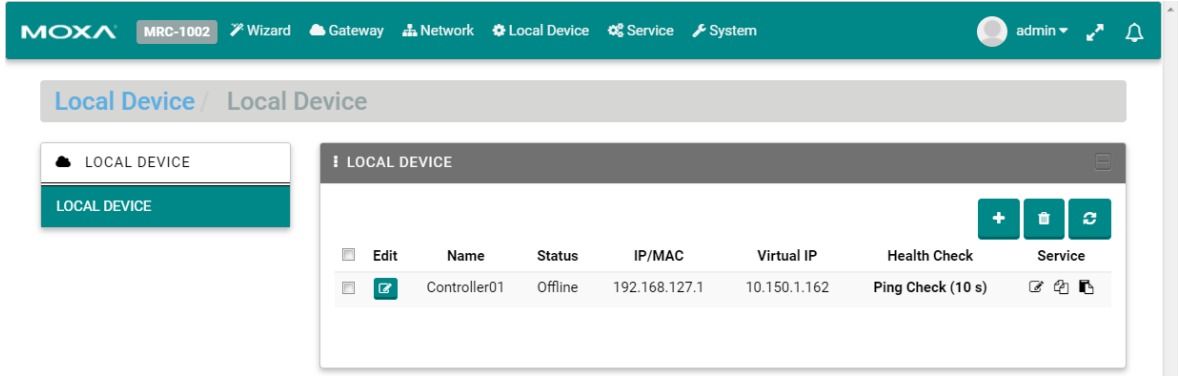 MOXA MRC-1002 Wizard Gateway Network Local Device Service System admin
Local Device / Local Device
LOCAL DEVICE
LOCAL DEVICE
LOCAL DEVICE
Edit Name Status IP/MAC Virtual IP Health Check Service
Controller01 Offline 192.168.127.1 10.150.1.162 Ping Check (10 s)